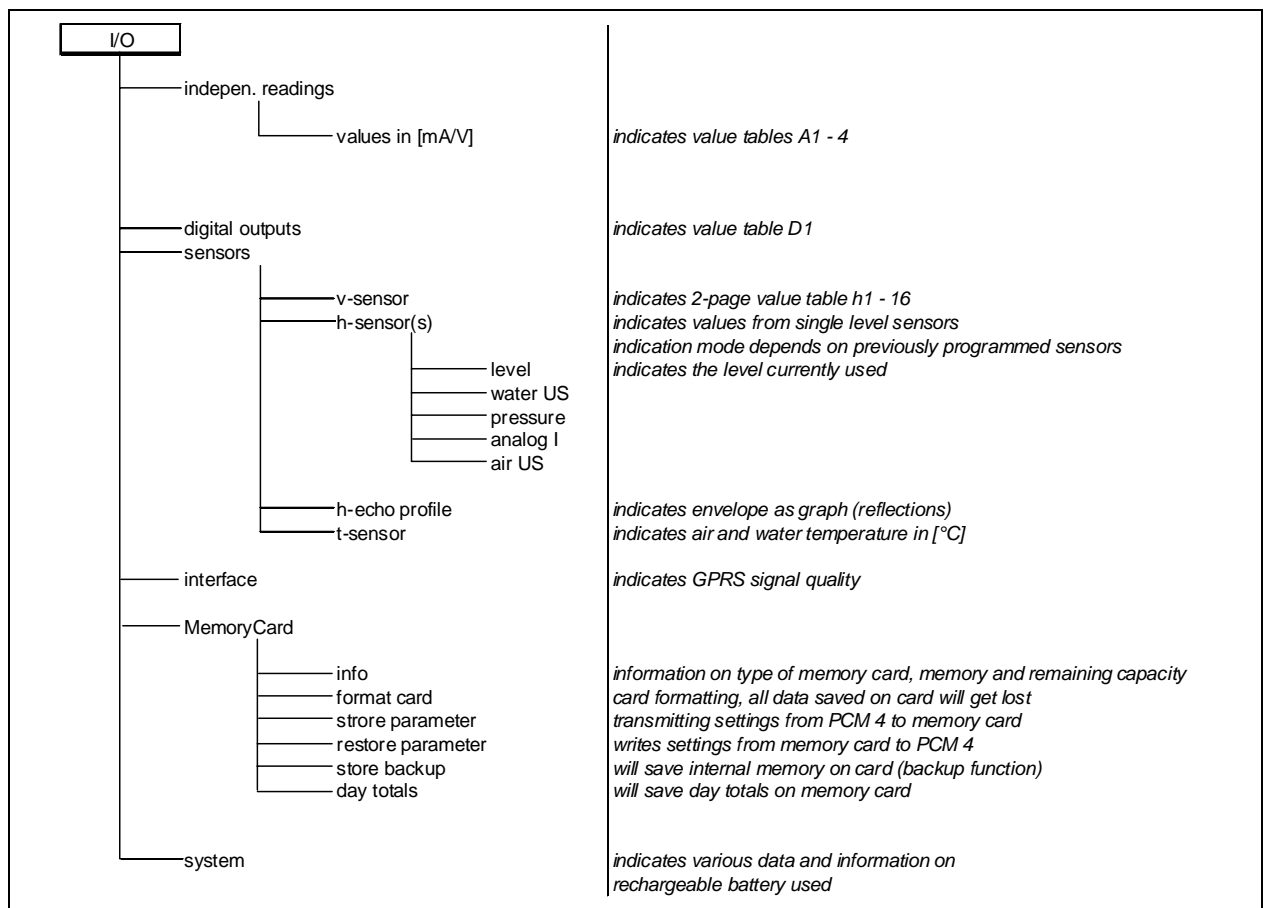 I/O
indepen. readings
values in [mA/V] indicates value tables A1 - 4
digital outputs indicates value table D1
sensors
v-sensor indicates 2-page value table h1 - 16
h-sensor(s) indicates values from single level sensors
indication mode depends on previously programmed sensors
level indicates the level currently used
water US
pressure
analog I
air US
h-echo profile indicates envelope as graph (reflections)
t-sensor indicates air and water temperature in [°C]
interface indicates GPRS signal quality
MemoryCard
info information on type of memory card, memory and remaining capacity
format card card formatting, all data saved on card will get lost
strore parameter transmitting settings from PCM 4 to memory card
restore parameter writes settings from memory card to PCM 4
store backup will save internal memory on card (backup function)
day totals will save day totals on memory card
system indicates various data and information on
rechargeable battery used